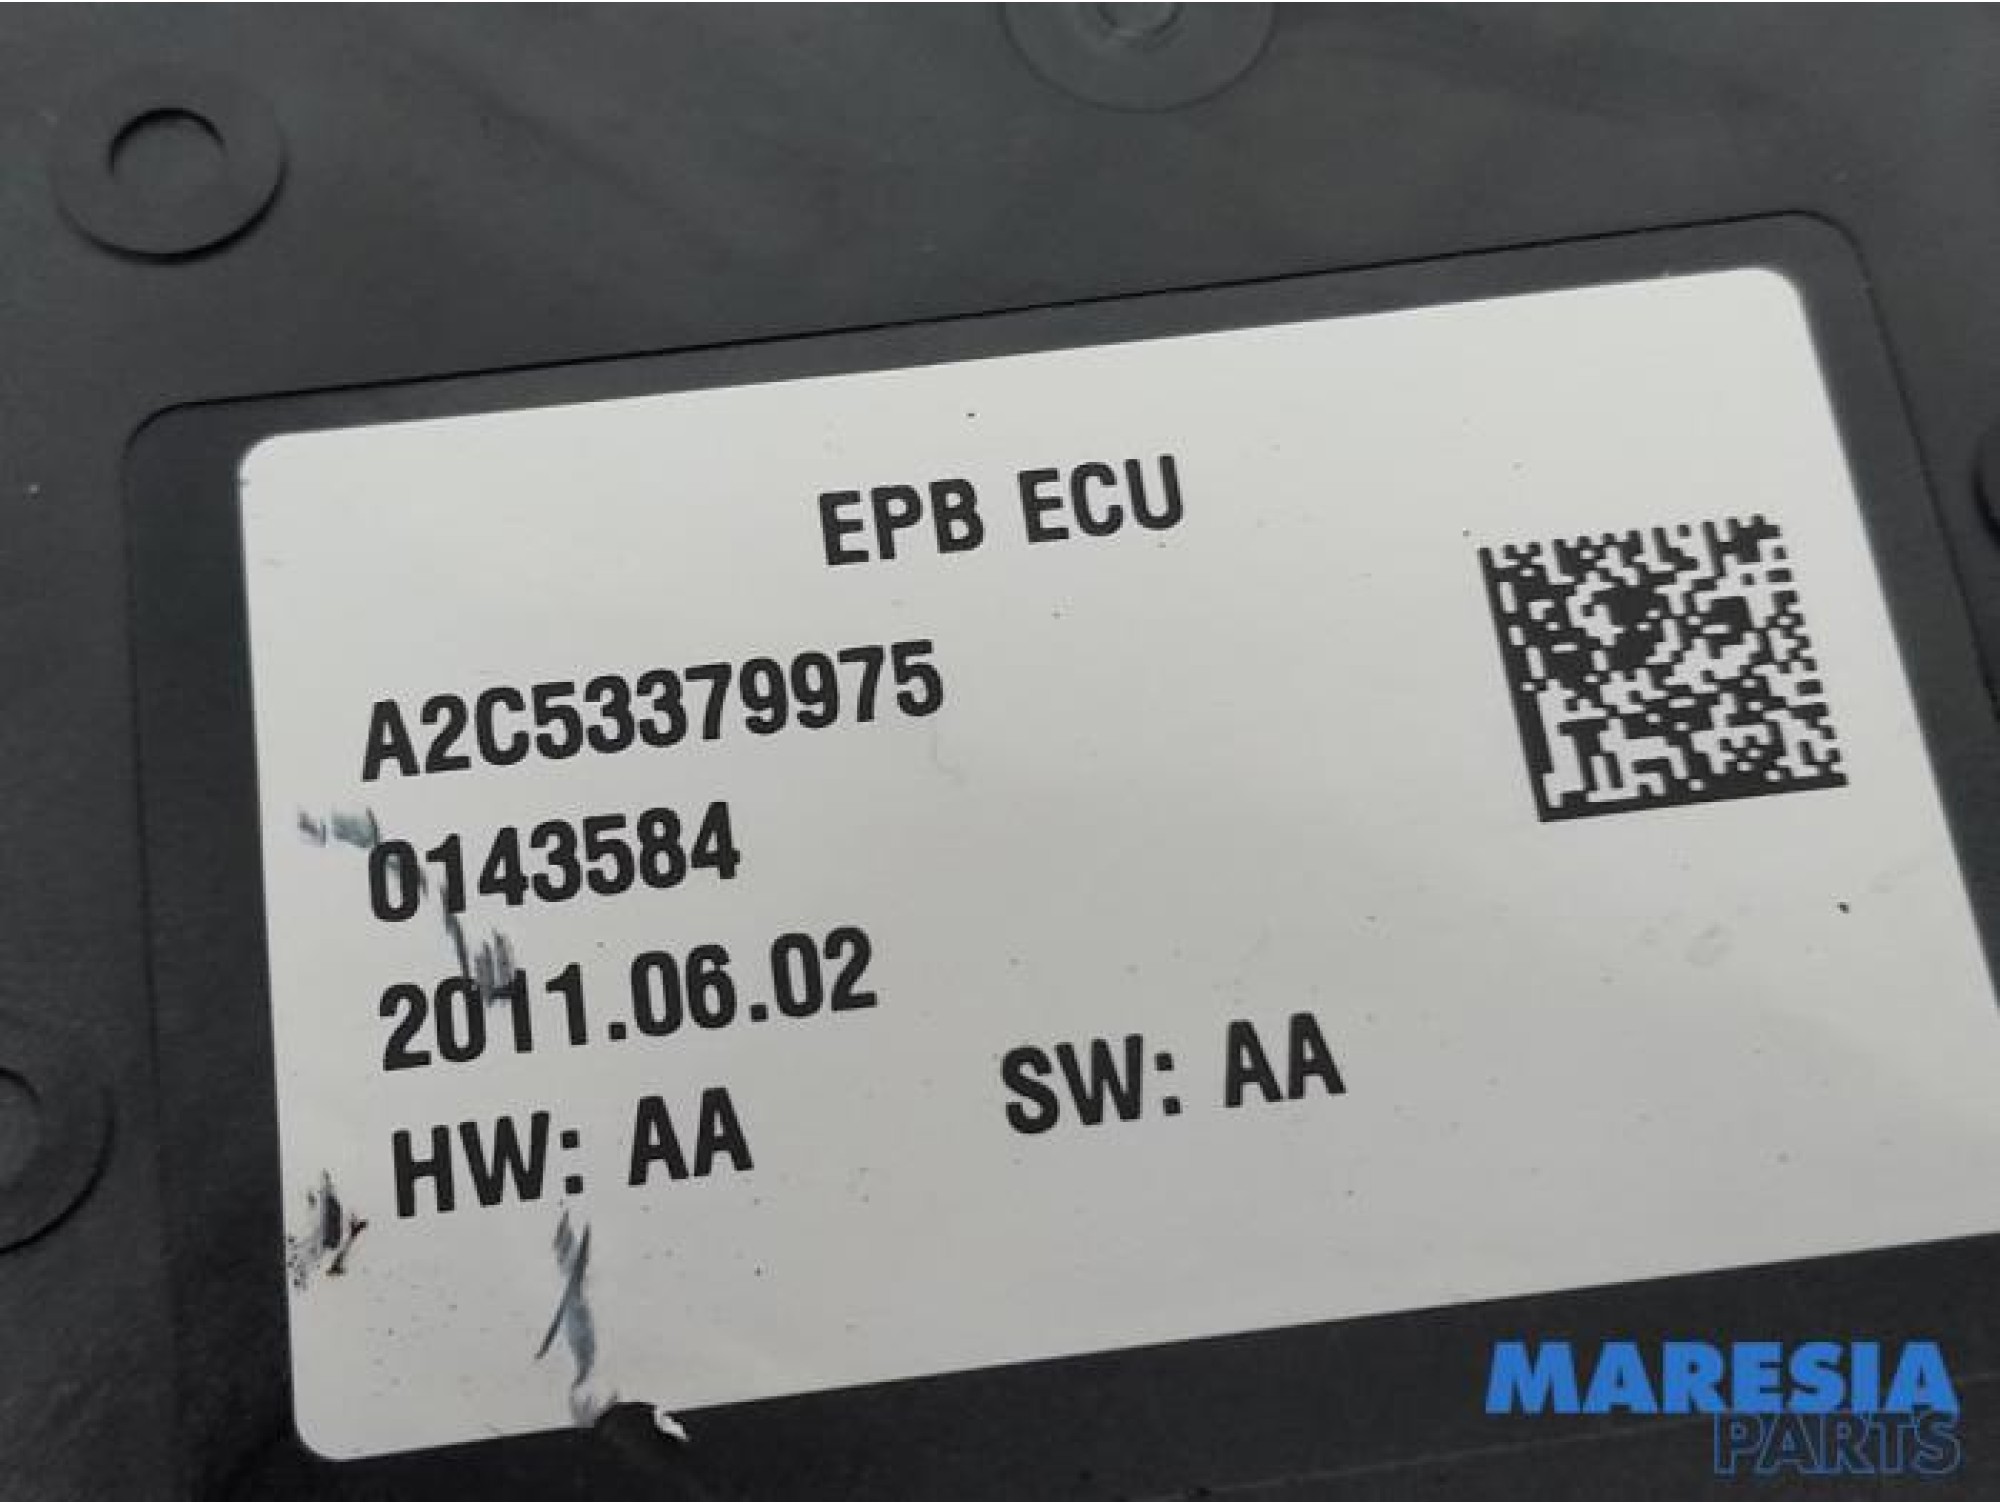 EPB ECU
A2C53379975
0143584
2011.06.02
HW: AA SW: AA
MARESIA
PARTS